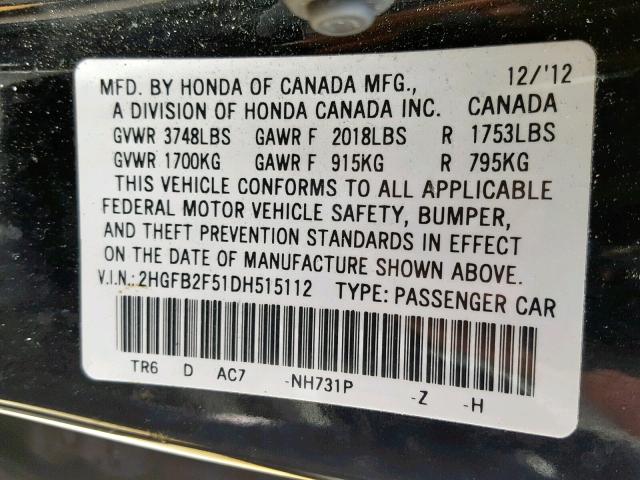 MFD. BY HONDA OF CANADA MFG., 12/'12
A DIVISION OF HONDA CANADA INC. CANADA
GVWR 3748LBS GAWR F 2018LBS R 1753LBS
GVWR 1700KG GAWR F 915KG R 795KG
THIS VEHICLE CONFORMS TO ALL APPLICABLE
FEDERAL MOTOR VEHICLE SAFETY, BUMPER,
AND THEFT PREVENTION STANDARDS IN EFFECT
ON THE DATE OF MANUFACTURE SHOWN ABOVE.
V.I.N.: 2HGFB2F51DH515112 TYPE: PASSENGER CAR
TR6 D AC7 -NH731P -Z -H